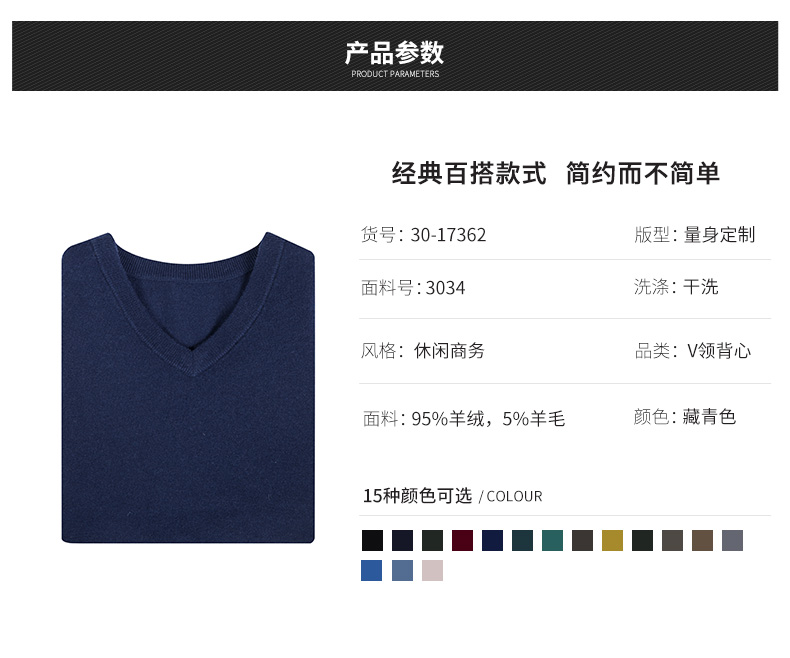 产品参数
PRODUCT PARAMETERS
经典百搭款式 简约而不简单
货号：30-17362 版型：量身定制
面料号：3034 洗涤：干洗
风格：休闲商务 品类：V领背心
面料：95%羊绒，5%羊毛 颜色：藏青色
15种颜色可选 / COLOUR